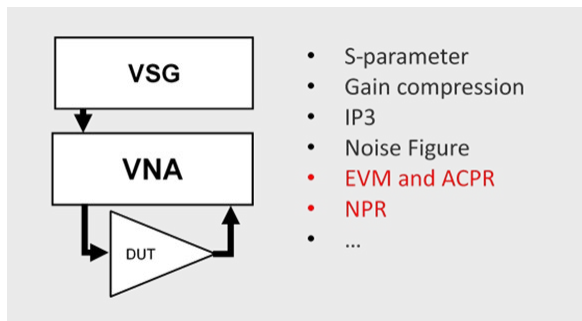 VSG
VNA
DUT
• S-parameter
• Gain compression
• IP3
• Noise Figure
• EVM and ACPR
• NPR
• ...